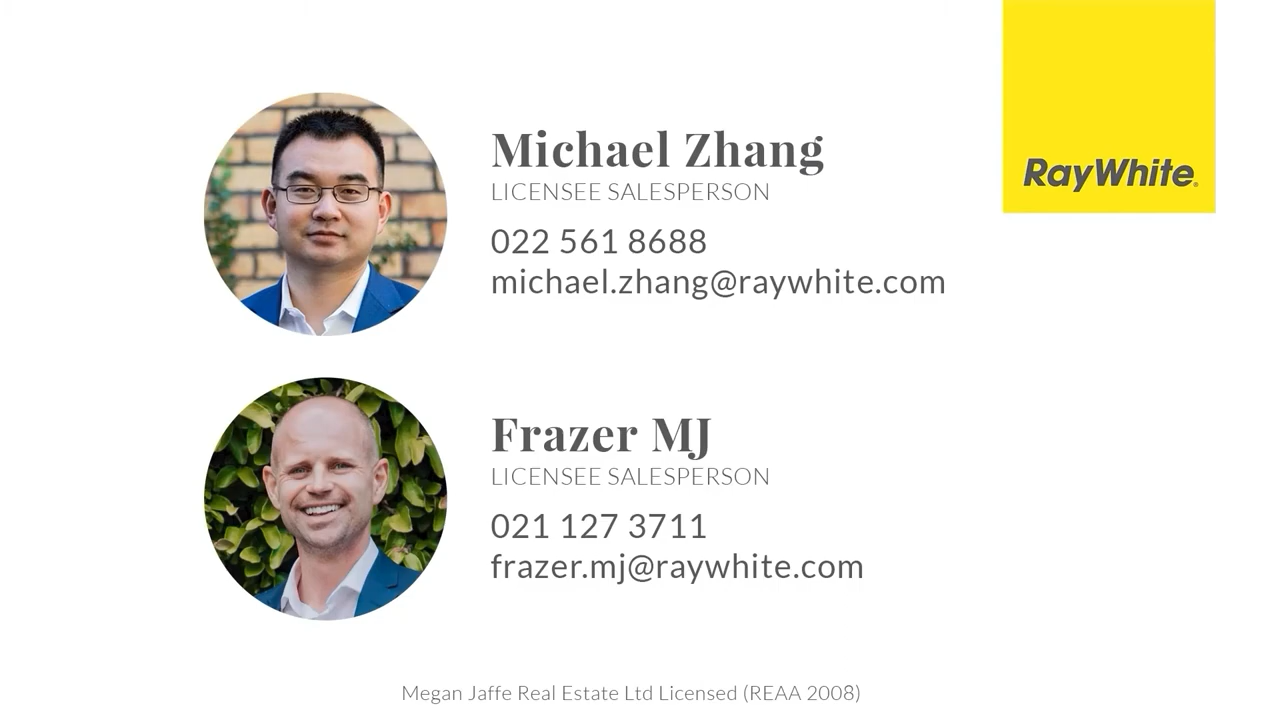 RayWhite.
Michael Zhang
LICENSEE SALESPERSON
022 561 8688
michael.zhang@raywhite.com
Frazer MJ
LICENSEE SALESPERSON
021 127 3711
frazer.mj@raywhite.com
Megan Jaffe Real Estate Ltd Licensed (REAA 2008)